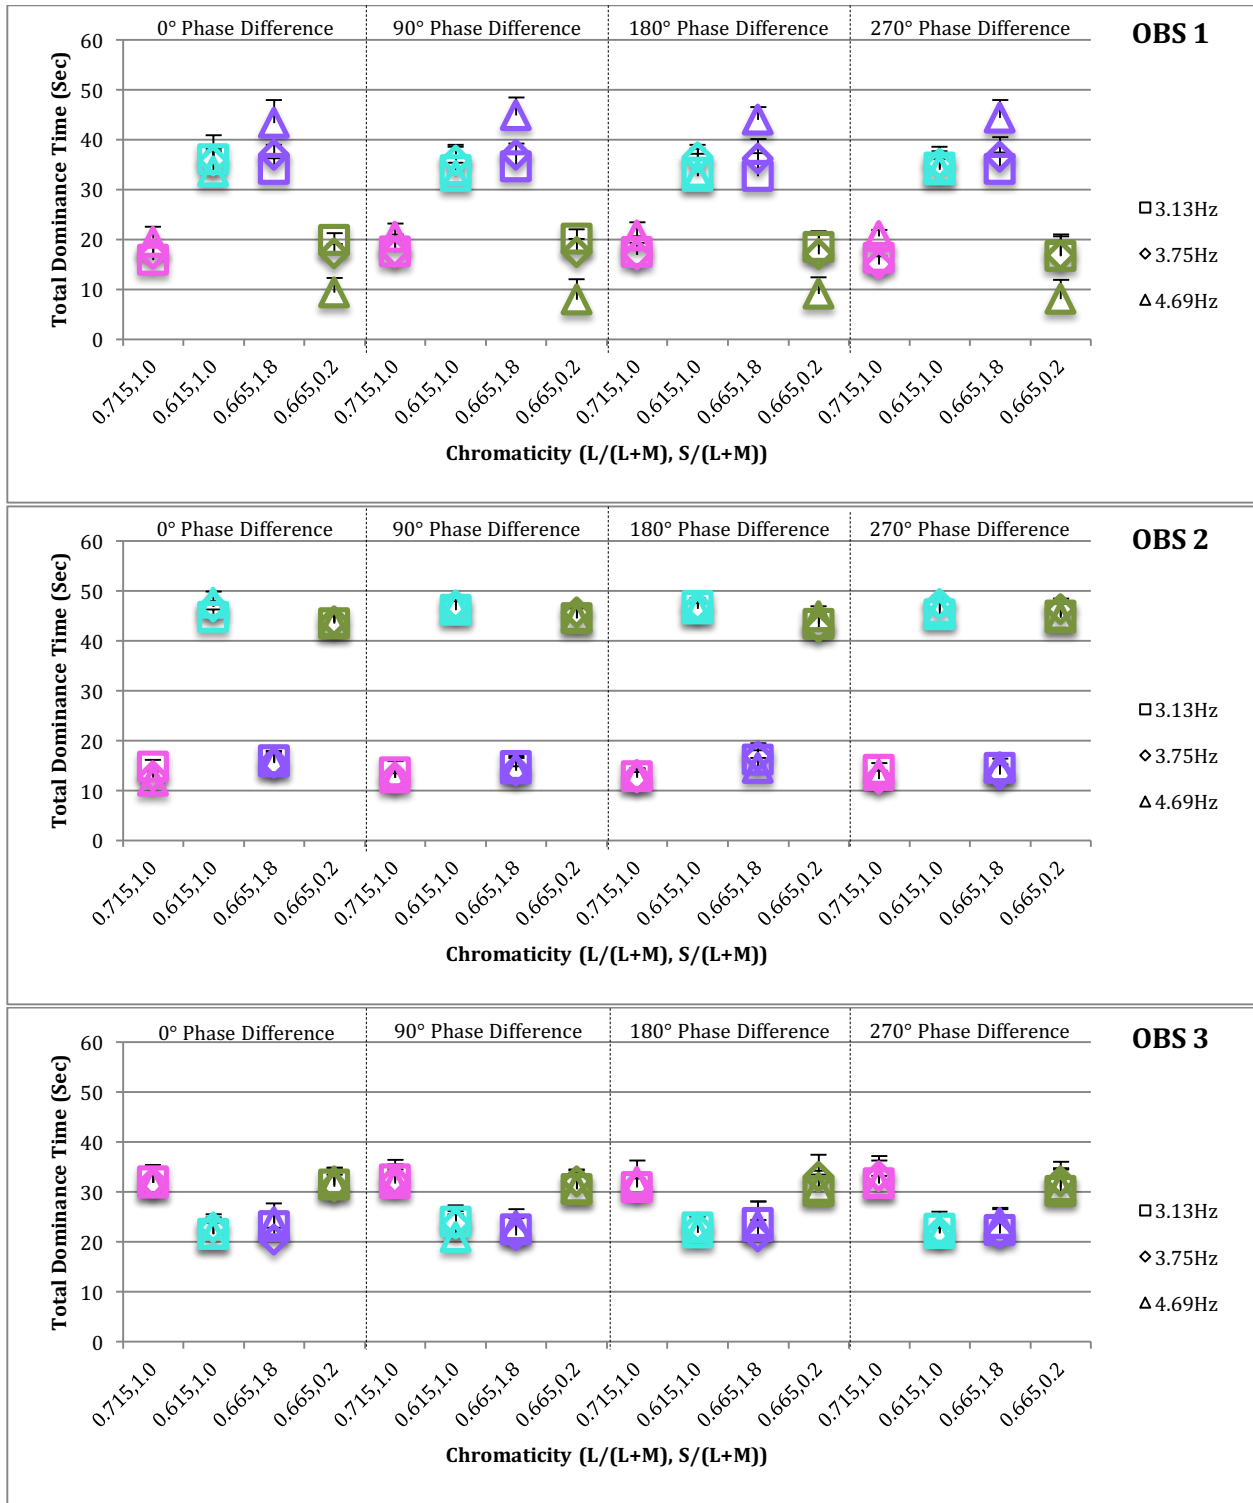 0° Phase Difference 90° Phase Difference 180° Phase Difference 270° Phase Difference OBS 1
Total Dominance Time (Sec)
60
50
40
30
20
10
0
3.13Hz
3.75Hz
4.69Hz
0.715,1.0 0.615,1.0 0.665,1.8 0.665,0.2 0.715,1.0 0.615,1.0 0.665,1.8 0.665,0.2 0.715,1.0 0.615,1.0 0.665,1.8 0.665,0.2 0.715,1.0 0.615,1.0 0.665,1.8 0.665,0.2
Chromaticity (L/(L+M), S/(L+M))
0° Phase Difference 90° Phase Difference 180° Phase Difference 270° Phase Difference OBS 2
Total Dominance Time (Sec)
60
50
40
30
20
10
0
3.13Hz
3.75Hz
4.69Hz
0.715,1.0 0.615,1.0 0.665,1.8 0.665,0.2 0.715,1.0 0.615,1.0 0.665,1.8 0.665,0.2 0.715,1.0 0.615,1.0 0.665,1.8 0.665,0.2 0.715,1.0 0.615,1.0 0.665,1.8 0.665,0.2
Chromaticity (L/(L+M), S/(L+M))
0° Phase Difference 90° Phase Difference 180° Phase Difference 270° Phase Difference OBS 3
Total Dominance Time (Sec)
60
50
40
30
20
10
0
3.13Hz
3.75Hz
4.69Hz
0.715,1.0 0.615,1.0 0.665,1.8 0.665,0.2 0.715,1.0 0.615,1.0 0.665,1.8 0.665,0.2 0.715,1.0 0.615,1.0 0.665,1.8 0.665,0.2 0.715,1.0 0.615,1.0 0.665,1.8 0.665,0.2
Chromaticity (L/(L+M), S/(L+M))